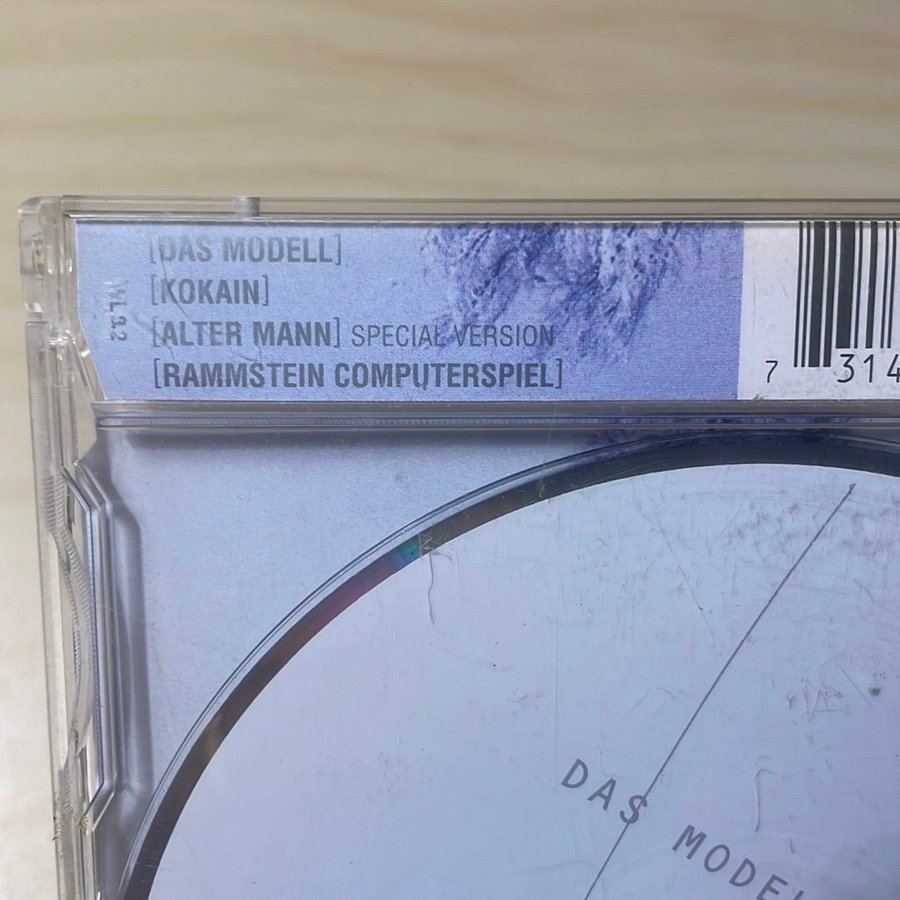 [DAS MODELL]
[KOKAIN]
[ALTER MANN] SPECIAL VERSION
[RAMMSTEIN COMPUTERSPIEL]
7 314
DAS MODEL